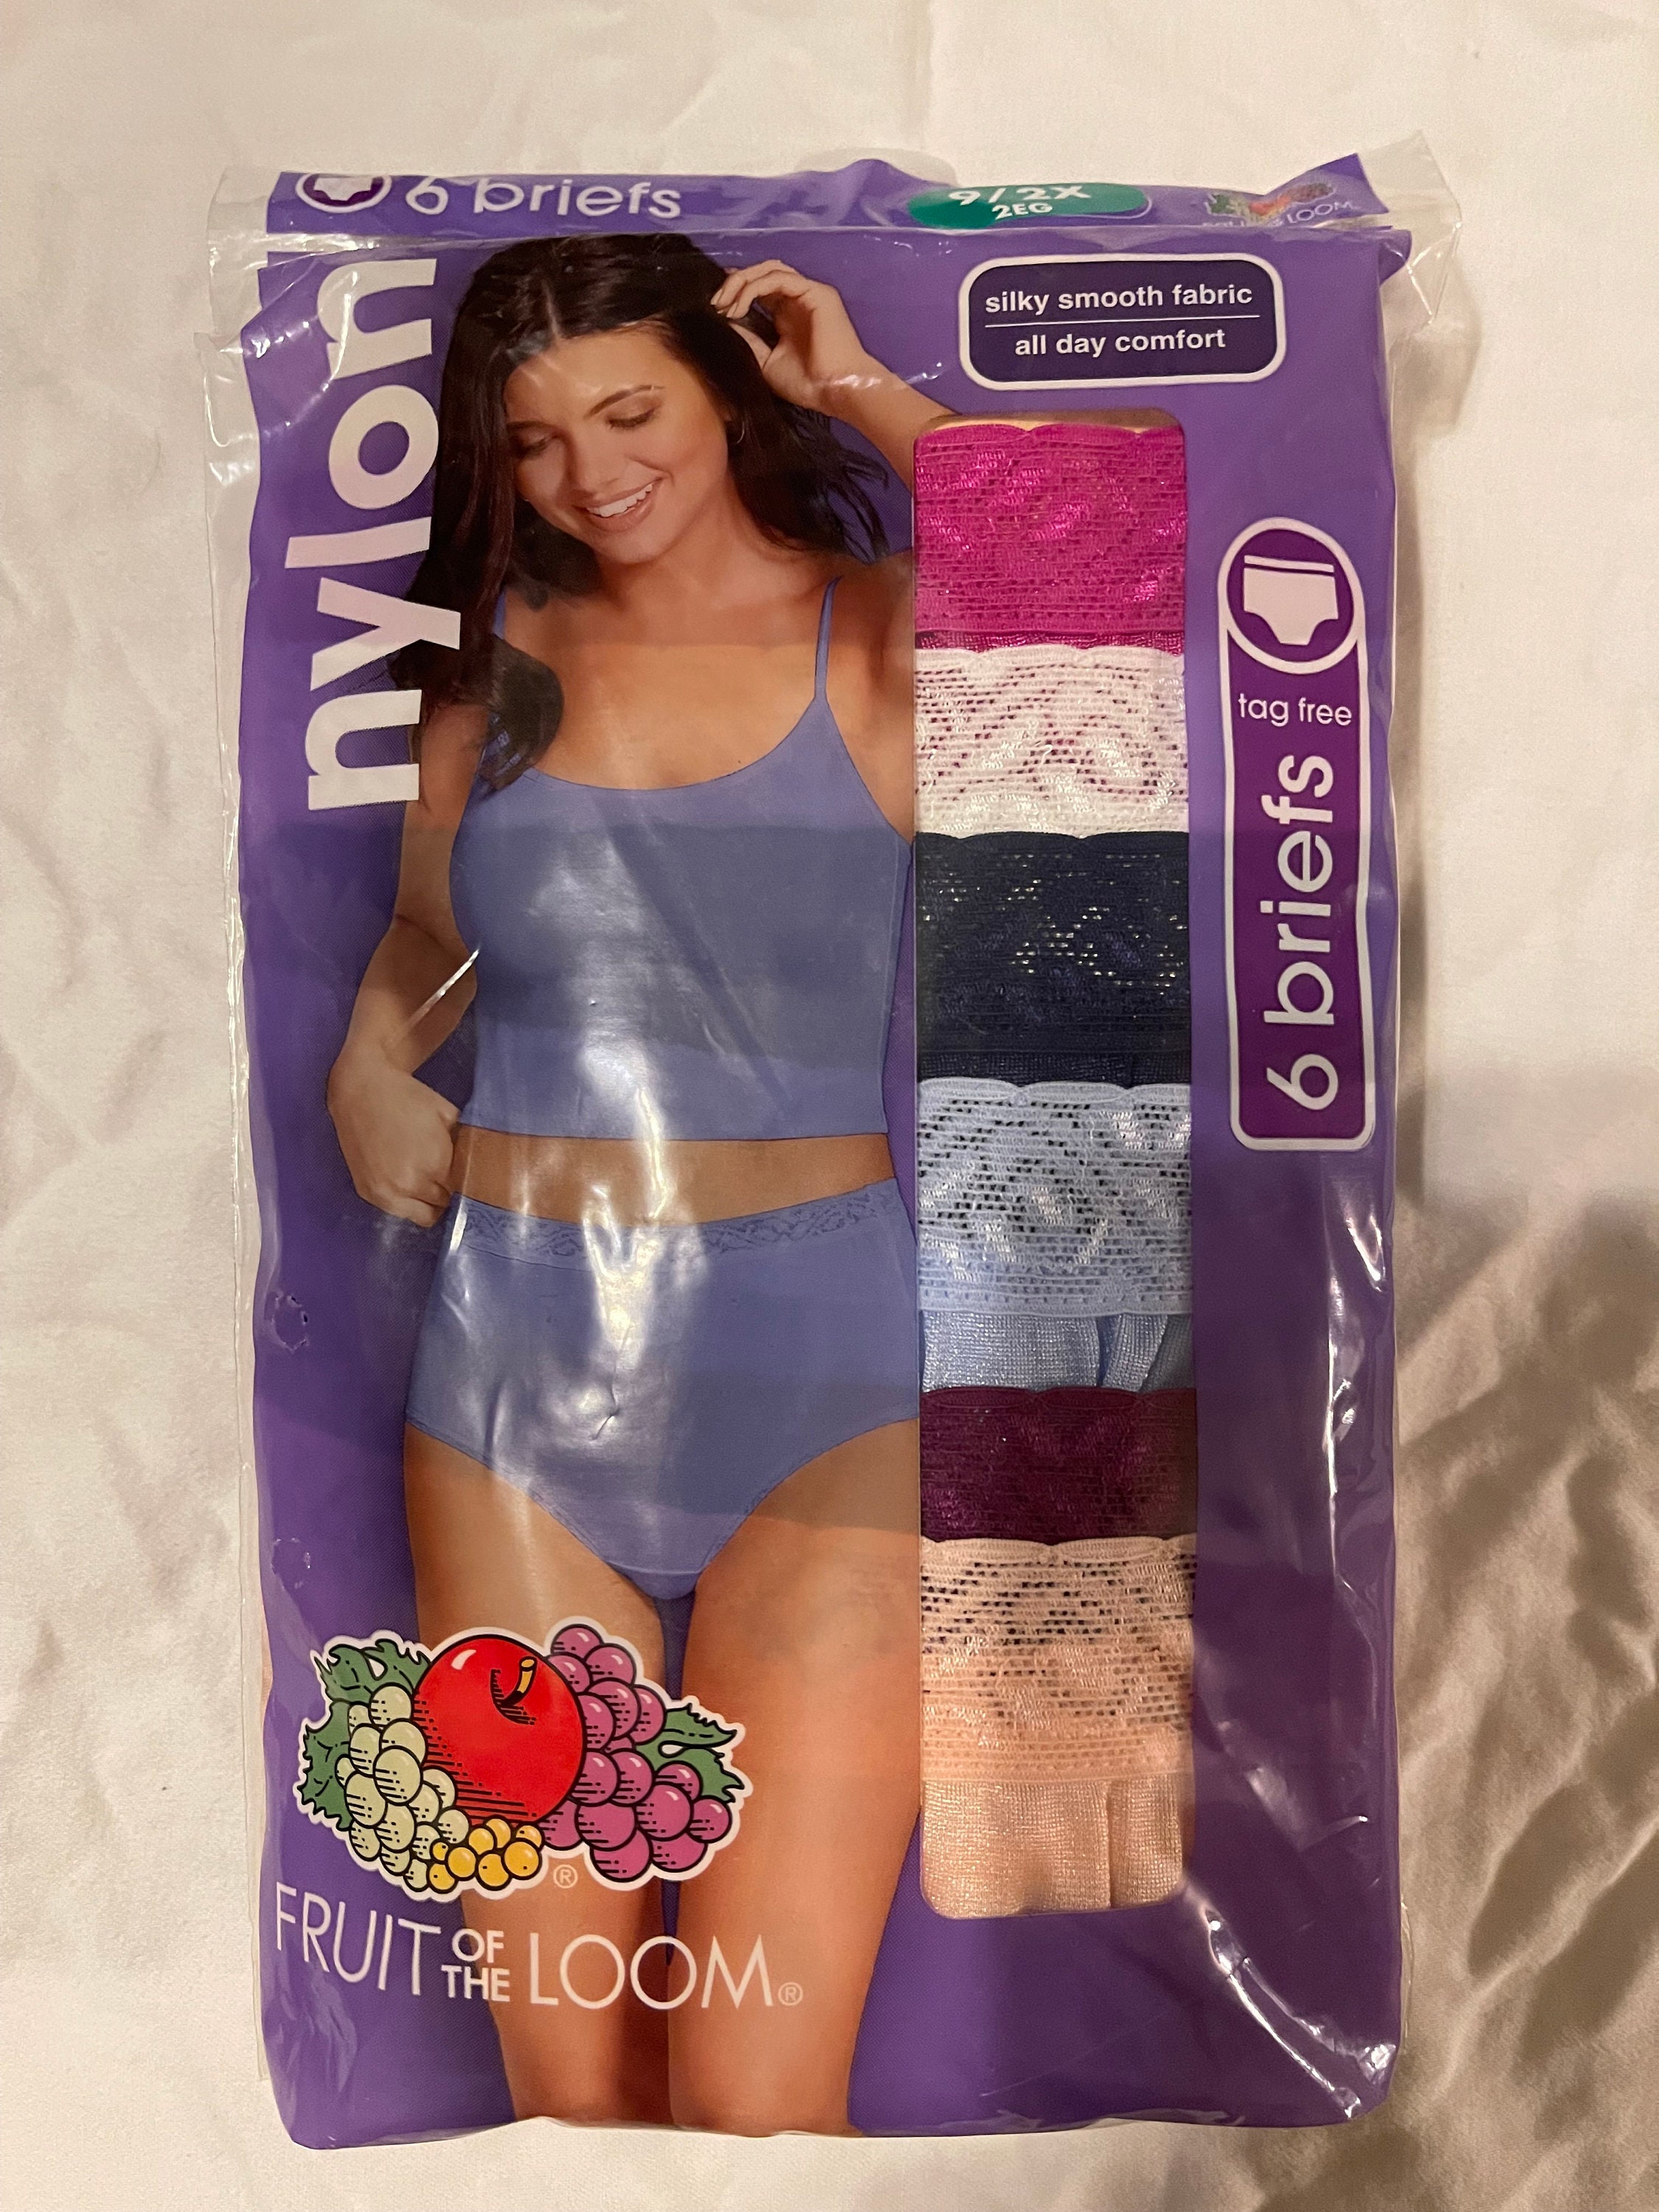 6 briefs
9/2X
2EG
nylon
silky smooth fabric
all day comfort
tag free
6 briefs
®
FRUIT OF THE LOOM®